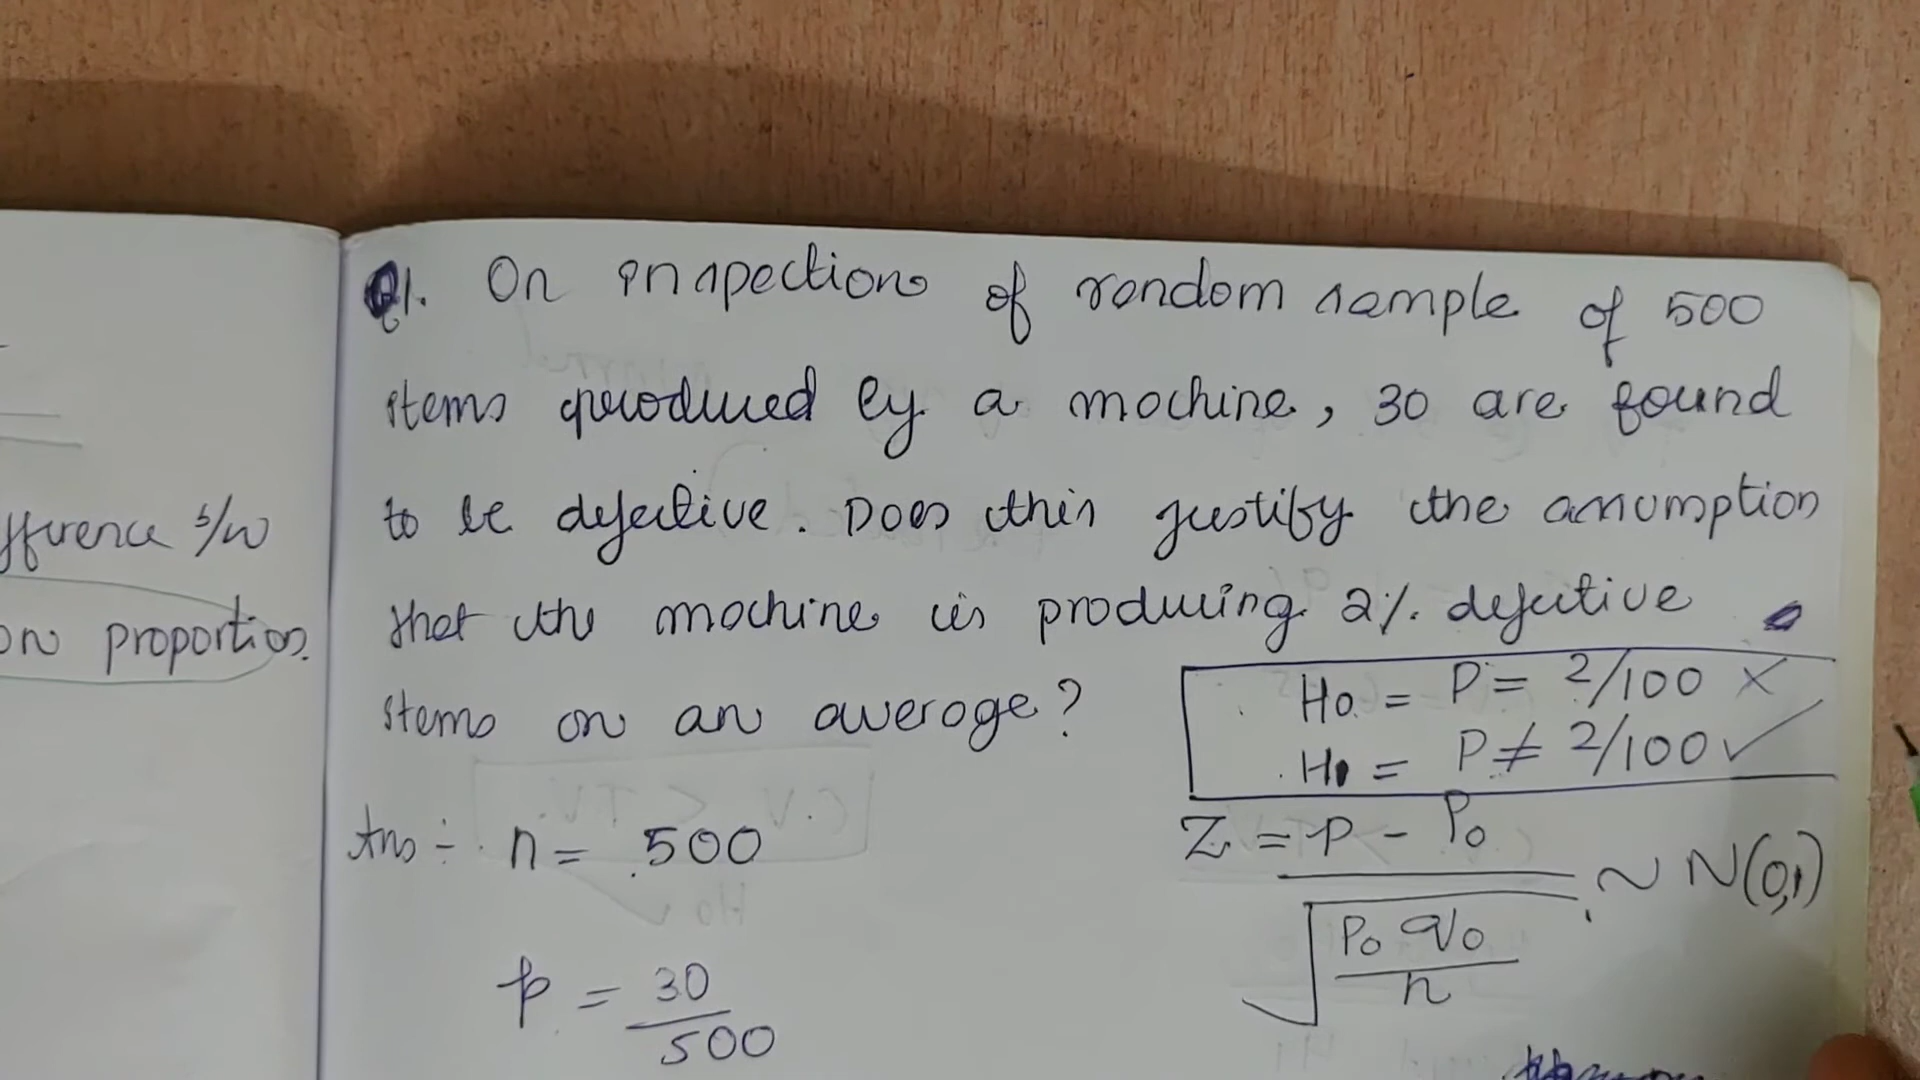 Q1. On inspections of random sample of 500
items produced by a machine, 30 are found
to be defective. Does this justify the assumption
that the machine is producing 2% defective
items on an average?
H0 = P = 2/100 ×
H1 = P ≠ 2/100 ✓
Ans :- n = 500
Z = p - P0
~ N(0,1)
√ P0 q0
n
p = 30
500
b/w
on proportion.